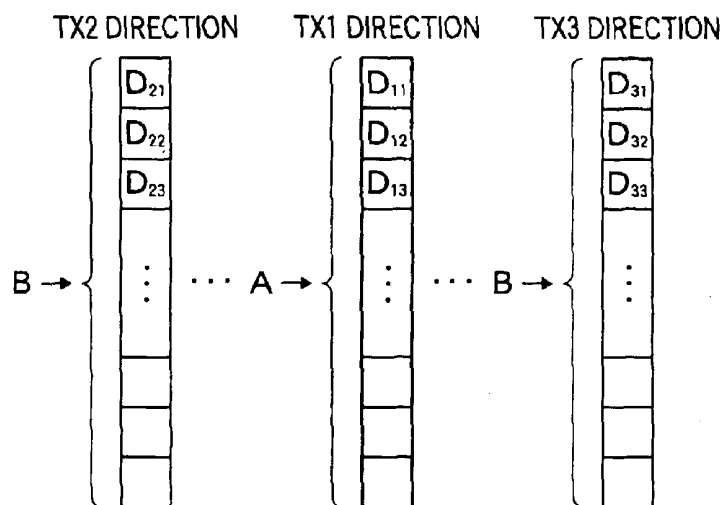 TX2 DIRECTION TX1 DIRECTION TX3 DIRECTION
D₂₁ D₁₁ D₃₁
D₂₂ D₁₂ D₃₂
D₂₃ D₁₃ D₃₃
B → ⋮ ··· A → ⋮ ··· B → ⋮